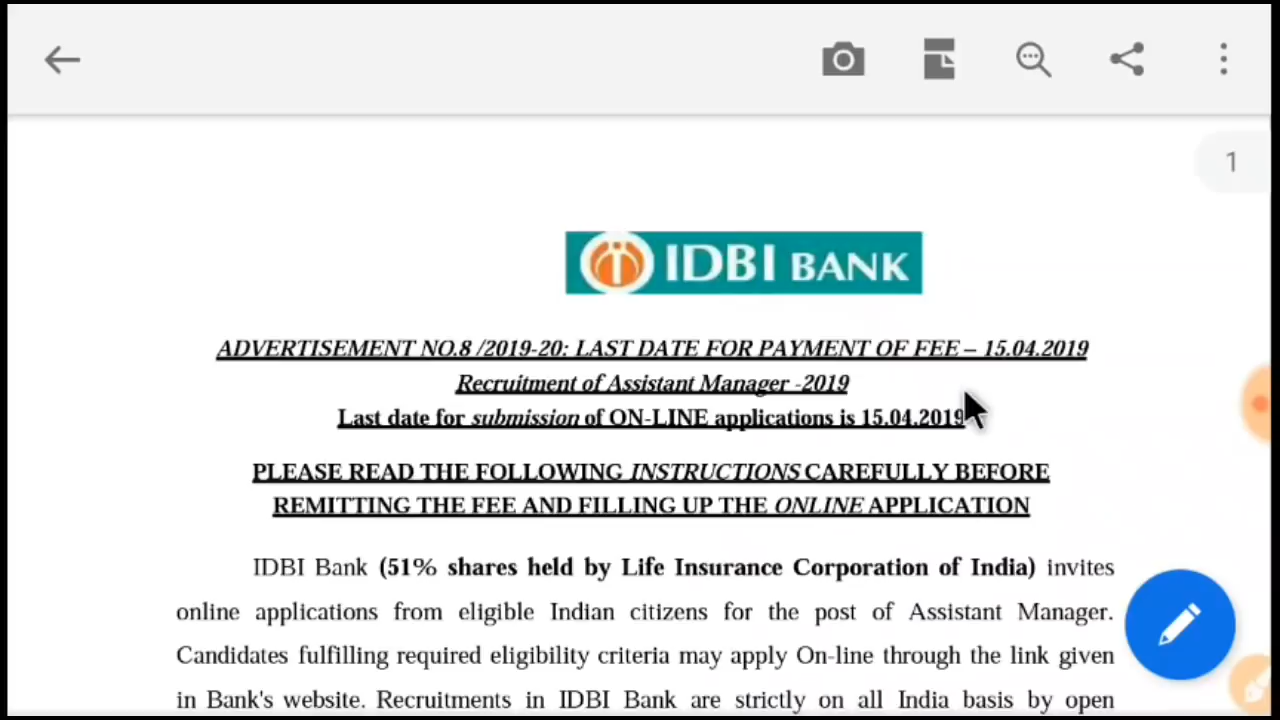 1
IDBI BANK
ADVERTISEMENT NO.8 /2019-20: LAST DATE FOR PAYMENT OF FEE – 15.04.2019
Recruitment of Assistant Manager -2019
Last date for submission of ON-LINE applications is 15.04.2019
PLEASE READ THE FOLLOWING INSTRUCTIONS CAREFULLY BEFORE
REMITTING THE FEE AND FILLING UP THE ONLINE APPLICATION
IDBI Bank (51% shares held by Life Insurance Corporation of India) invites
online applications from eligible Indian citizens for the post of Assistant Manager.
Candidates fulfilling required eligibility criteria may apply On-line through the link given
in Bank's website. Recruitments in IDBI Bank are strictly on all India basis by open